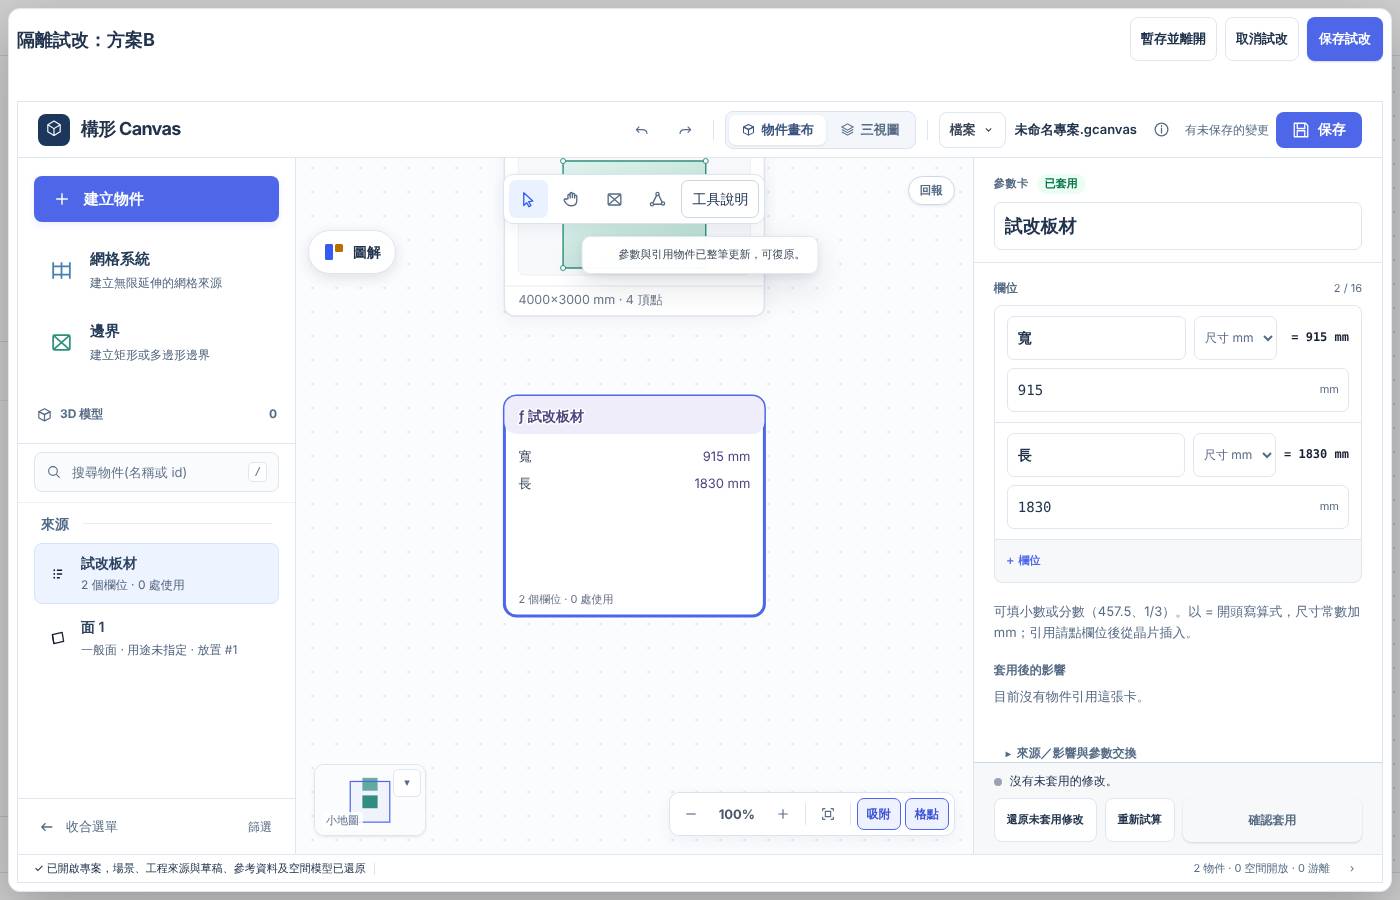 隔離試改：方案B
暫存並離開
取消試改
保存試改
構形 Canvas
物件畫布
三視圖
檔案
未命名專案.gcanvas
有未保存的變更
保存
建立物件
網格系統
建立無限延伸的網格來源
邊界
建立矩形或多邊形邊界
3D 模型
0
搜尋物件(名稱或 id)
/
來源
試改板材
2 個欄位 · 0 處使用
面 1
一般面 · 用途未指定 · 放置 #1
收合選單
篩選
圖解
工具說明
回報
參數與引用物件已整筆更新，可復原。
4000×3000 mm · 4 頂點
ƒ 試改板材
寬
915 mm
長
1830 mm
2 個欄位 · 0 處使用
小地圖
▾
100%
吸附
格點
參數卡
已套用
試改板材
欄位
2 / 16
寬
尺寸 mm
= 915 mm
915
mm
長
尺寸 mm
= 1830 mm
1830
mm
+ 欄位
可填小數或分數（457.5、1/3）。以 = 開頭寫算式，尺寸常數加
mm；引用請點欄位後從晶片插入。
套用後的影響
目前沒有物件引用這張卡。
▸ 來源／影響與參數交換
沒有未套用的修改。
還原未套用修改
重新試算
確認套用
✓ 已開啟專案，場景、工程來源與草稿、參考資料及空間模型已還原
2 物件 · 0 空間開放 · 0 游離
›